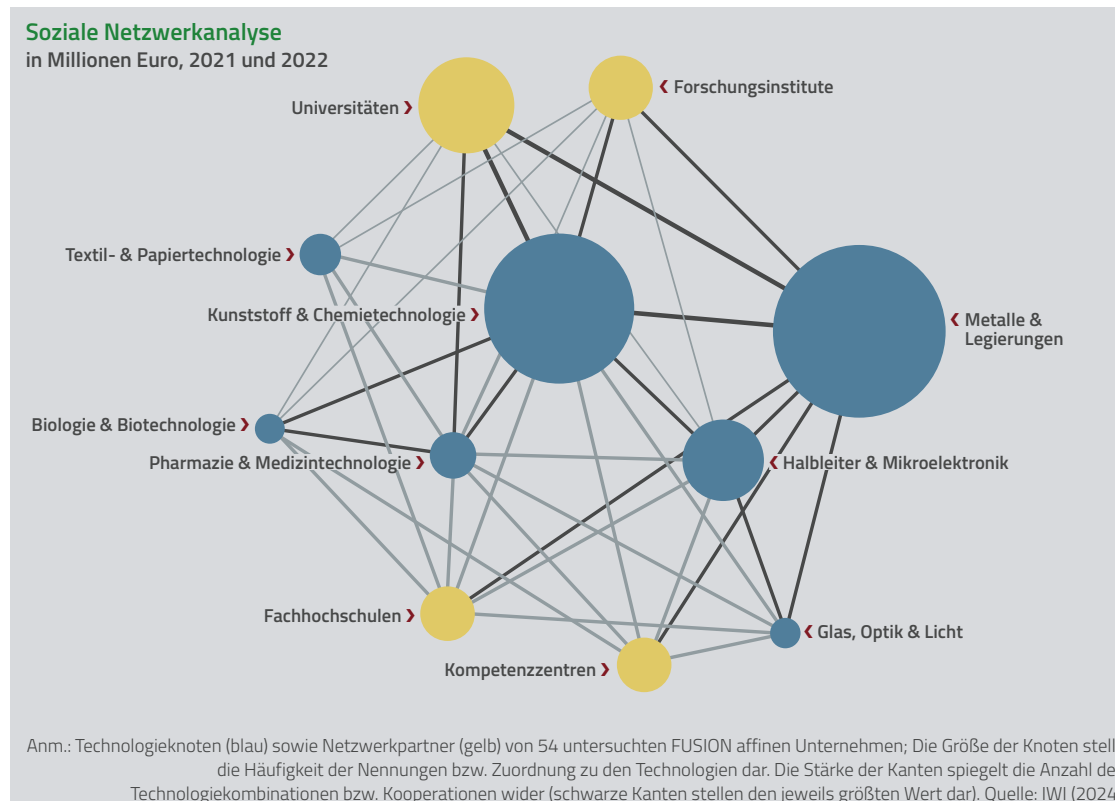 Soziale Netzwerkanalyse
in Millionen Euro, 2021 und 2022
Universitäten
Forschungsinstitute
Textil- & Papiertechnologie
Kunststoff & Chemietechnologie
Metalle &
Legierungen
Biologie & Biotechnologie
Pharmazie & Medizintechnologie
Halbleiter & Mikroelektronik
Fachhochschulen
Glas, Optik & Licht
Kompetenzzentren
Anm.: Technologieknoten (blau) sowie Netzwerkpartner (gelb) von 54 untersuchten FUSION affinen Unternehmen; Die Größe der Knoten stell
die Häufigkeit der Nennungen bzw. Zuordnung zu den Technologien dar. Die Stärke der Kanten spiegelt die Anzahl de
Technologiekombinationen bzw. Kooperationen wider (schwarze Kanten stellen den jeweils größten Wert dar). Quelle: IWI (2024